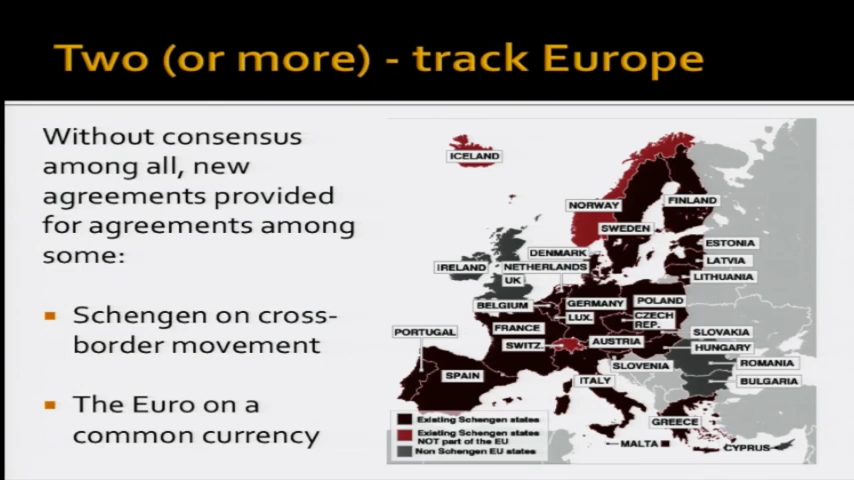 Two (or more) - track Europe
Without consensus
among all, new
agreements provided
for agreements among
some:
Schengen on cross-
border movement
The Euro on a
common currency
ICELAND
NORWAY
FINLAND
SWEDEN
ESTONIA
DENMARK
LATVIA
IRELAND
NETHERLANDS
LITHUANIA
UK
BELGIUM
GERMANY
POLAND
LUX.
CZECH
REP.
PORTUGAL
FRANCE
SLOVAKIA
SWITZ.
AUSTRIA
HUNGARY
SLOVENIA
ROMANIA
SPAIN
ITALY
BULGARIA
GREECE
MALTA
CYPRUS
Existing Schengen states
Existing Schengen states
NOT part of the EU
Non Schengen EU states